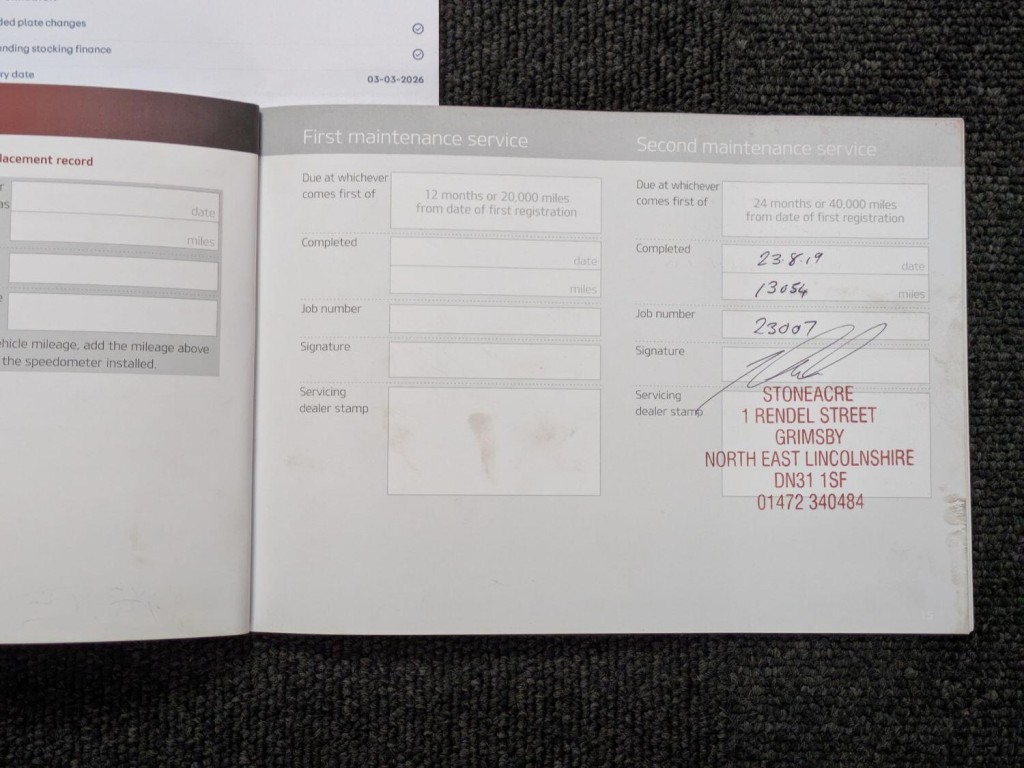 ded plate changes
nding stocking finance
ry date
03-03-2026
lacement record
r
as
date
miles
ehicle mileage, add the mileage above
the speedometer installed.
First maintenance service
Due at whichever
comes first of
12 months or 20,000 miles
from date of first registration
Completed
date
miles
Job number
Signature
Servicing
dealer stamp
Second maintenance service
Due at whichever
comes first of
24 months or 40,000 miles
from date of first registration
Completed
23.8.19
date
13054
miles
Job number
23007
Signature
Servicing
dealer stamp
STONEACRE
1 RENDEL STREET
GRIMSBY
NORTH EAST LINCOLNSHIRE
DN31 1SF
01472 340484